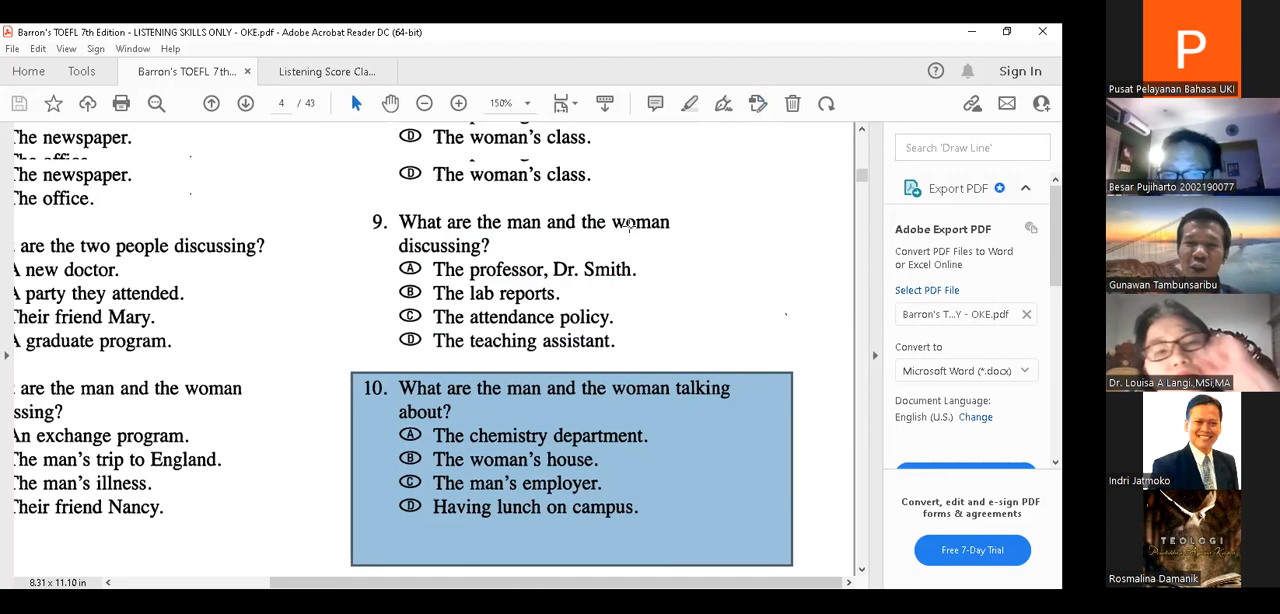 Barron's TOEFL 7th Edition - LISTENING SKILLS ONLY - OKE.pdf - Adobe Acrobat Reader DC (64-bit)
File Edit View Sign Window Help
Home Tools Barron's TOEFL 7th... × Listening Score Cla... Sign In
4 / 43 150%
The newspaper.
The office.
The newspaper.
The office.
are the two people discussing?
A new doctor.
A party they attended.
Their friend Mary.
A graduate program.
are the man and the woman
ssing?
An exchange program.
The man's trip to England.
The man's illness.
Their friend Nancy.
D The woman's class.
D The woman's class.
9. What are the man and the woman
discussing?
A The professor, Dr. Smith.
B The lab reports.
C The attendance policy.
D The teaching assistant.
10. What are the man and the woman talking
about?
A The chemistry department.
B The woman's house.
C The man's employer.
D Having lunch on campus.
8.31 x 11.10 in
Search 'Draw Line'
Export PDF
Adobe Export PDF
Convert PDF Files to Word
or Excel Online
Select PDF File
Barron's T...Y - OKE.pdf
Convert to
Microsoft Word (*.docx)
Document Language:
English (U.S.) Change
Convert, edit and e-sign PDF
forms & agreements
Free 7-Day Trial
P
Pusat Pelayanan Bahasa UKI
Besar Pujiharto 2002190077
Gunawan Tambunsaribu
Dr. Louisa A Langi,.MSi,MA
Indri Jatmoko
TEOLOGI
Rosmalina Damanik